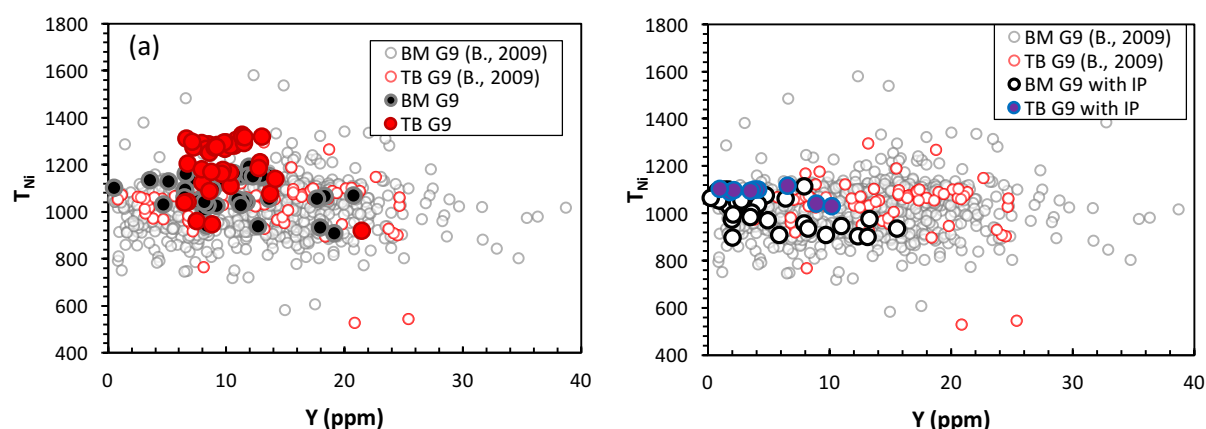 (a)
BM G9 (B., 2009)
TB G9 (B., 2009)
BM G9
TB G9
1800
1600
1400
1200
1000
800
600
400
T_Ni
0
10
20
30
40
Y (ppm)
BM G9 (B., 2009)
TB G9 (B., 2009)
BM G9 with IP
TB G9 with IP
1800
1600
1400
1200
1000
800
600
400
T_Ni
0
10
20
30
40
Y (ppm)